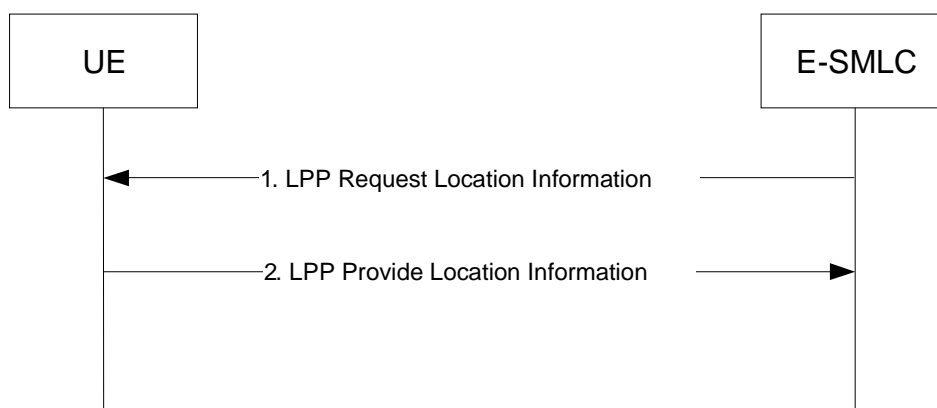 UE
E-SMLC
1. LPP Request Location Information
2. LPP Provide Location Information